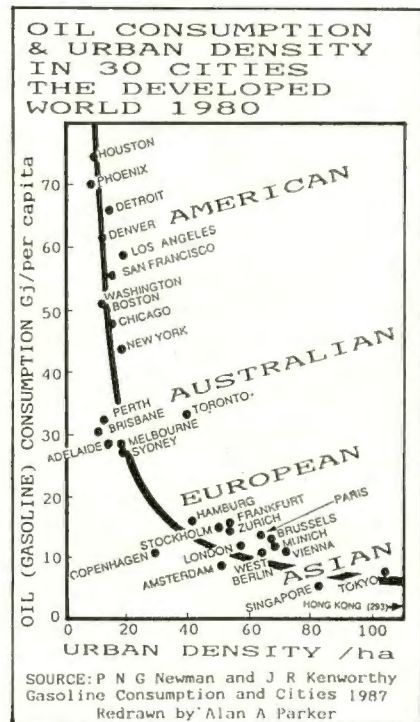 OIL CONSUMPTION
& URBAN DENSITY
IN 30 CITIES
THE DEVELOPED
WORLD 1980
OIL (GASOLINE) CONSUMPTION Gj/per capita
70
60
50
40
30
20
10
0
HOUSTON
PHOENIX
DETROIT
AMERICAN
DENVER
LOS ANGELES
SAN FRANCISCO
WASHINGTON
BOSTON
CHICAGO
NEW YORK
AUSTRALIAN
PERTH
TORONTO
BRISBANE
ADELAIDE
MELBOURNE
SYDNEY
EUROPEAN
HAMBURG
FRANKFURT
PARIS
STOCKHOLM
ZURICH
BRUSSELS
COPENHAGEN
LONDON
MUNICH
AMSTERDAM
WEST
BERLIN
VIENNA
ASIAN
SINGAPORE
TOKYO
HONG KONG (293)
0 20 40 60 80 100
URBAN DENSITY /ha
SOURCE: P N G Newman and J R Kenworthy
Gasoline Consumption and Cities 1987
Redrawn by Alan A Parker